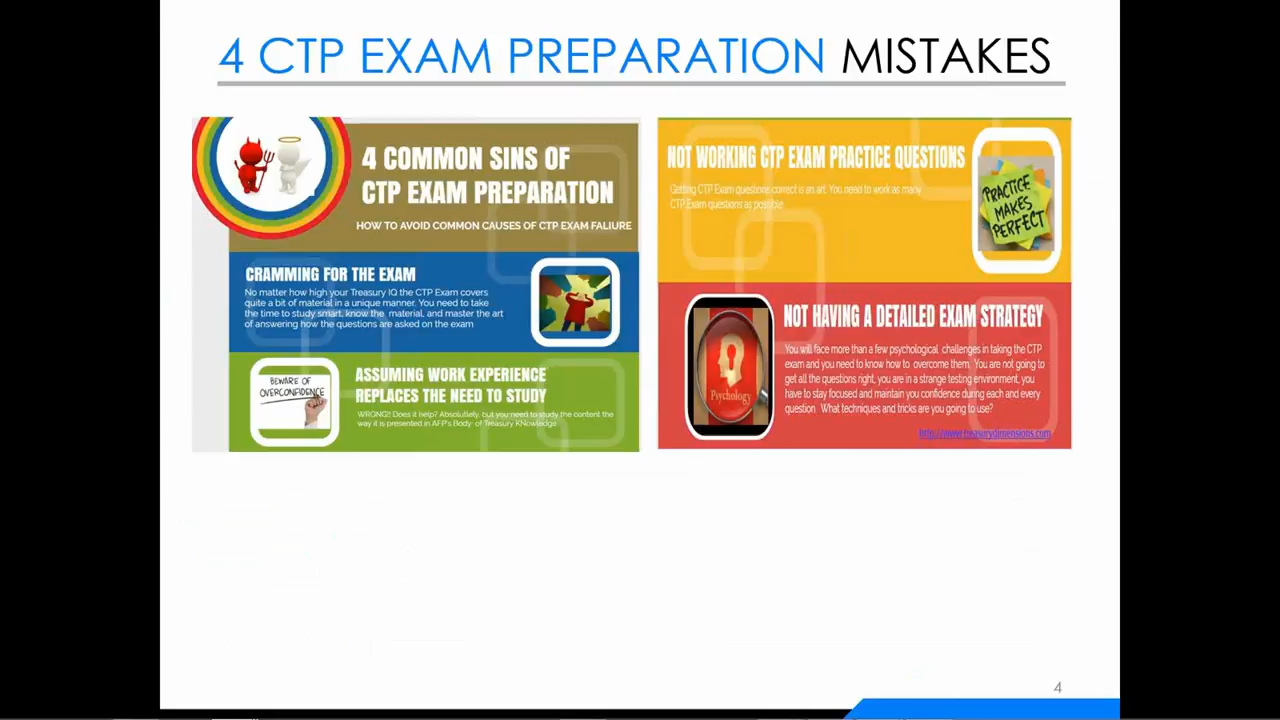 4 CTP EXAM PREPARATION MISTAKES
4 COMMON SINS OF
CTP EXAM PREPARATION
HOW TO AVOID COMMON CAUSES OF CTP EXAM FALIURE
CRAMMING FOR THE EXAM
No matter how high your Treasury IQ the CTP Exam covers
quite a bit of material in a unique manner. You need to take
the time to study smart, know the material, and master the art
of answering how the questions are asked on the exam
BEWARE OF
OVERCONFIDENCE
ASSUMING WORK EXPERIENCE
REPLACES THE NEED TO STUDY
WRONG!! Does it help? Absolutlety, but you need to study the content the
way it is presented in AFP's Body of Treasury KNowledge
NOT WORKING CTP EXAM PRACTICE QUESTIONS
Getting CTP Exam questions correct is an art. You need to work as many
CTP Exam questions as possible
PRACTICE
MAKES
PERFECT
Psychology
NOT HAVING A DETAILED EXAM STRATEGY
You will face more than a few psychological challenges in taking the CTP
exam and you need to know how to overcome them. You are not going to
get all the questions right, you are in a strange testing environment, you
have to stay focused and maintain you confidence during each and every
question What techniques and tricks are you going to use?
http://www.treasurydimensions.com
4